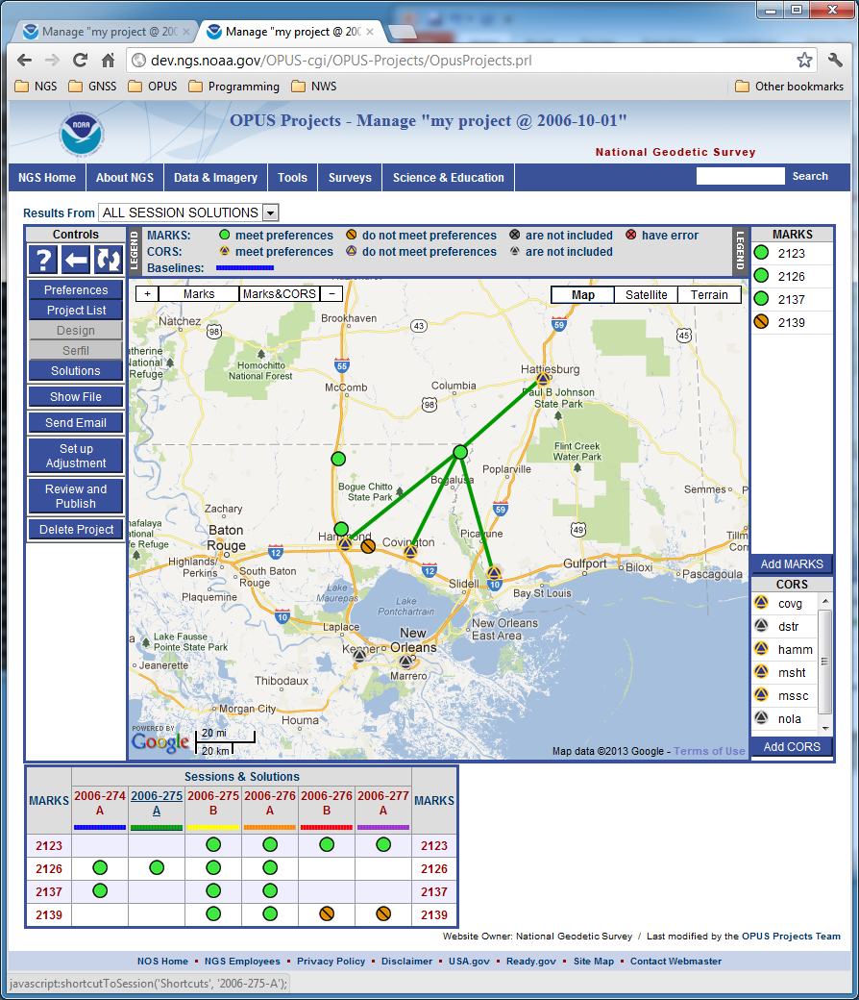 Manage "my project @ 200
Manage "my project @ 200
dev.ngs.noaa.gov/OPUS-cgi/OPUS-Projects/OpusProjects.prl
NGS GNSS OPUS Programming NWS Other bookmarks
NOAA
OPUS Projects - Manage "my project @ 2006-10-01"
National Geodetic Survey
NGS Home About NGS Data & Imagery Tools Surveys Science & Education Search
Results From ALL SESSION SOLUTIONS
Controls
?
Preferences
Project List
Design
Serfil
Solutions
Show File
Send Email
Set up
Adjustment
Review and
Publish
Delete Project
LEGEND
MARKS: meet preferences do not meet preferences are not included have error
CORS: meet preferences do not meet preferences are not included
Baselines:
LEGEND
+ Marks Marks&CORS −
Map Satellite Terrain
Natchez
98
Brookhaven
43
59
45
Homochitto
National Forest
55
McComb
Columbia
98
Hattiesburg
Paul B Johnson
State Park
Flint Creek
Water Park
Bogue Chitto
State Park
Bogalusa
Poplarville
59
Semmes
Zachary
Baton
Rouge
12
Hammond
Covington
Picayune
49
Highlands/
Perkins
South Baton
Rouge
12
Slidell
10
Gulfport
Biloxi
Pascagoula
Plaquemine
Lake
Maurepas
Lake
Pontchartrain
Bay St Louis
10
Laplace
New
Orleans
New Orleans
East Area
Lake Fausse
Pointe State Park
Kenner
Marrero
Jeanerette
Thibodaux
Morgan City
Houma
POWERED BY
Google
20 mi
20 km
Map data ©2013 Google - Terms of Use
MARKS
2123
2126
2137
2139
Add MARKS
CORS
covg
dstr
hamm
msht
mssc
nola
Add CORS
Sessions & Solutions
MARKS 2006-274 A 2006-275 A 2006-275 B 2006-276 A 2006-276 B 2006-277 A MARKS
2123 2123
2126 2126
2137 2137
2139 2139
Website Owner: National Geodetic Survey / Last modified by the OPUS Projects Team
NOS Home ▪ NGS Employees ▪ Privacy Policy ▪ Disclaimer ▪ USA.gov ▪ Ready.gov ▪ Site Map ▪ Contact Webmaster
javascript:shortcutToSession('Shortcuts', '2006-275-A');